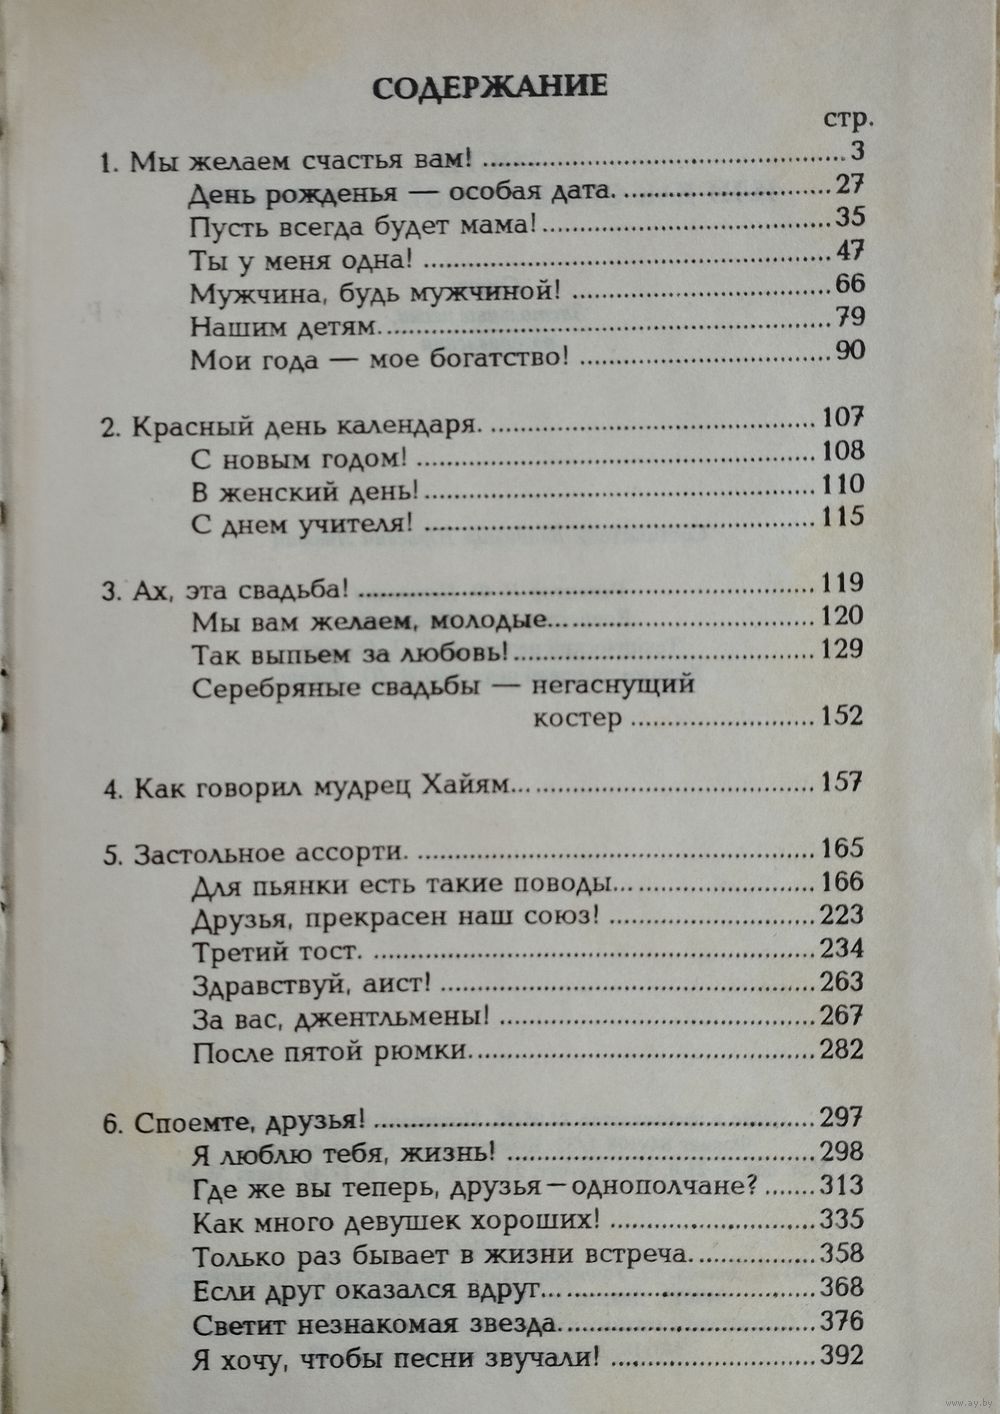 СОДЕРЖАНИЕ
стр.
1. Мы желаем счастья вам! ........ 3
День рожденья — особая дата. ........ 27
Пусть всегда будет мама! ........ 35
Ты у меня одна! ........ 47
Мужчина, будь мужчиной! ........ 66
Нашим детям. ........ 79
Мои года — мое богатство! ........ 90
2. Красный день календаря. ........ 107
С новым годом! ........ 108
В женский день! ........ 110
С днем учителя! ........ 115
3. Ах, эта свадьба! ........ 119
Мы вам желаем, молодые... ........ 120
Так выпьем за любовь! ........ 129
Серебряные свадьбы — негаснущий
костер ........ 152
4. Как говорил мудрец Хайям... ........ 157
5. Застольное ассорти. ........ 165
Для пьянки есть такие поводы... ........ 166
Друзья, прекрасен наш союз! ........ 223
Третий тост. ........ 234
Здравствуй, аист! ........ 263
За вас, джентльмены! ........ 267
После пятой рюмки. ........ 282
6. Споемте, друзья! ........ 297
Я люблю тебя, жизнь! ........ 298
Где же вы теперь, друзья—однополчане? ....... 313
Как много девушек хороших! ........ 335
Только раз бывает в жизни встреча. ........ 358
Если друг оказался вдруг... ........ 368
Светит незнакомая звезда. ........ 376
Я хочу, чтобы песни звучали! ........ 392
www.ay.by